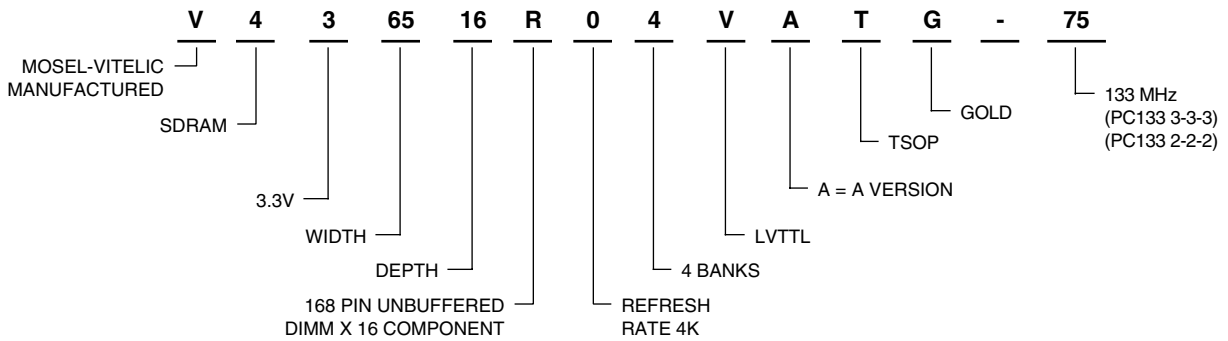 V 4 3 65 16 R 0 4 V A T G - 75
MOSEL-VITELIC
MANUFACTURED
SDRAM
3.3V
WIDTH
DEPTH
168 PIN UNBUFFERED
DIMM X 16 COMPONENT
REFRESH
RATE 4K
4 BANKS
LVTTL
A = A VERSION
TSOP
GOLD
133 MHz
(PC133 3-3-3)
(PC133 2-2-2)